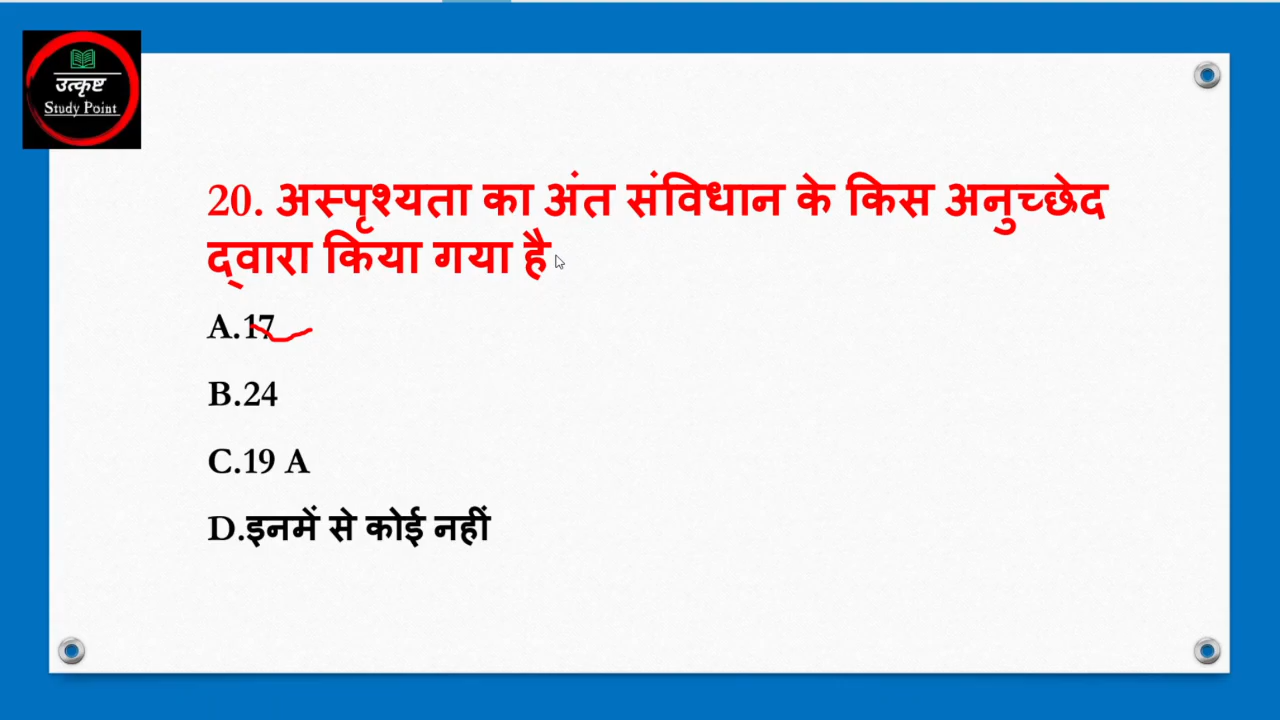 उत्कृष्ट
Study Point
20. अस्पृश्यता का अंत संविधान के किस अनुच्छेद
द्वारा किया गया है
A.17
B.24
C.19 A
D.इनमें से कोई नहीं